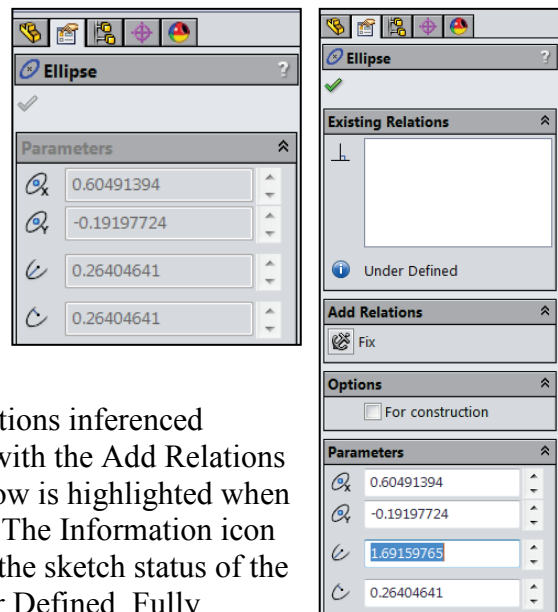 Ellipse ?
Parameters
0.60491394
-0.19197724
0.26404641
0.26404641
Ellipse ?
Existing Relations
Under Defined
Add Relations
Fix
Options
For construction
Parameters
0.60491394
-0.19197724
1.69159765
0.26404641
tions inferenced
with the Add Relations
ow is highlighted when
The Information icon
the sketch status of the
r Defined, Fully